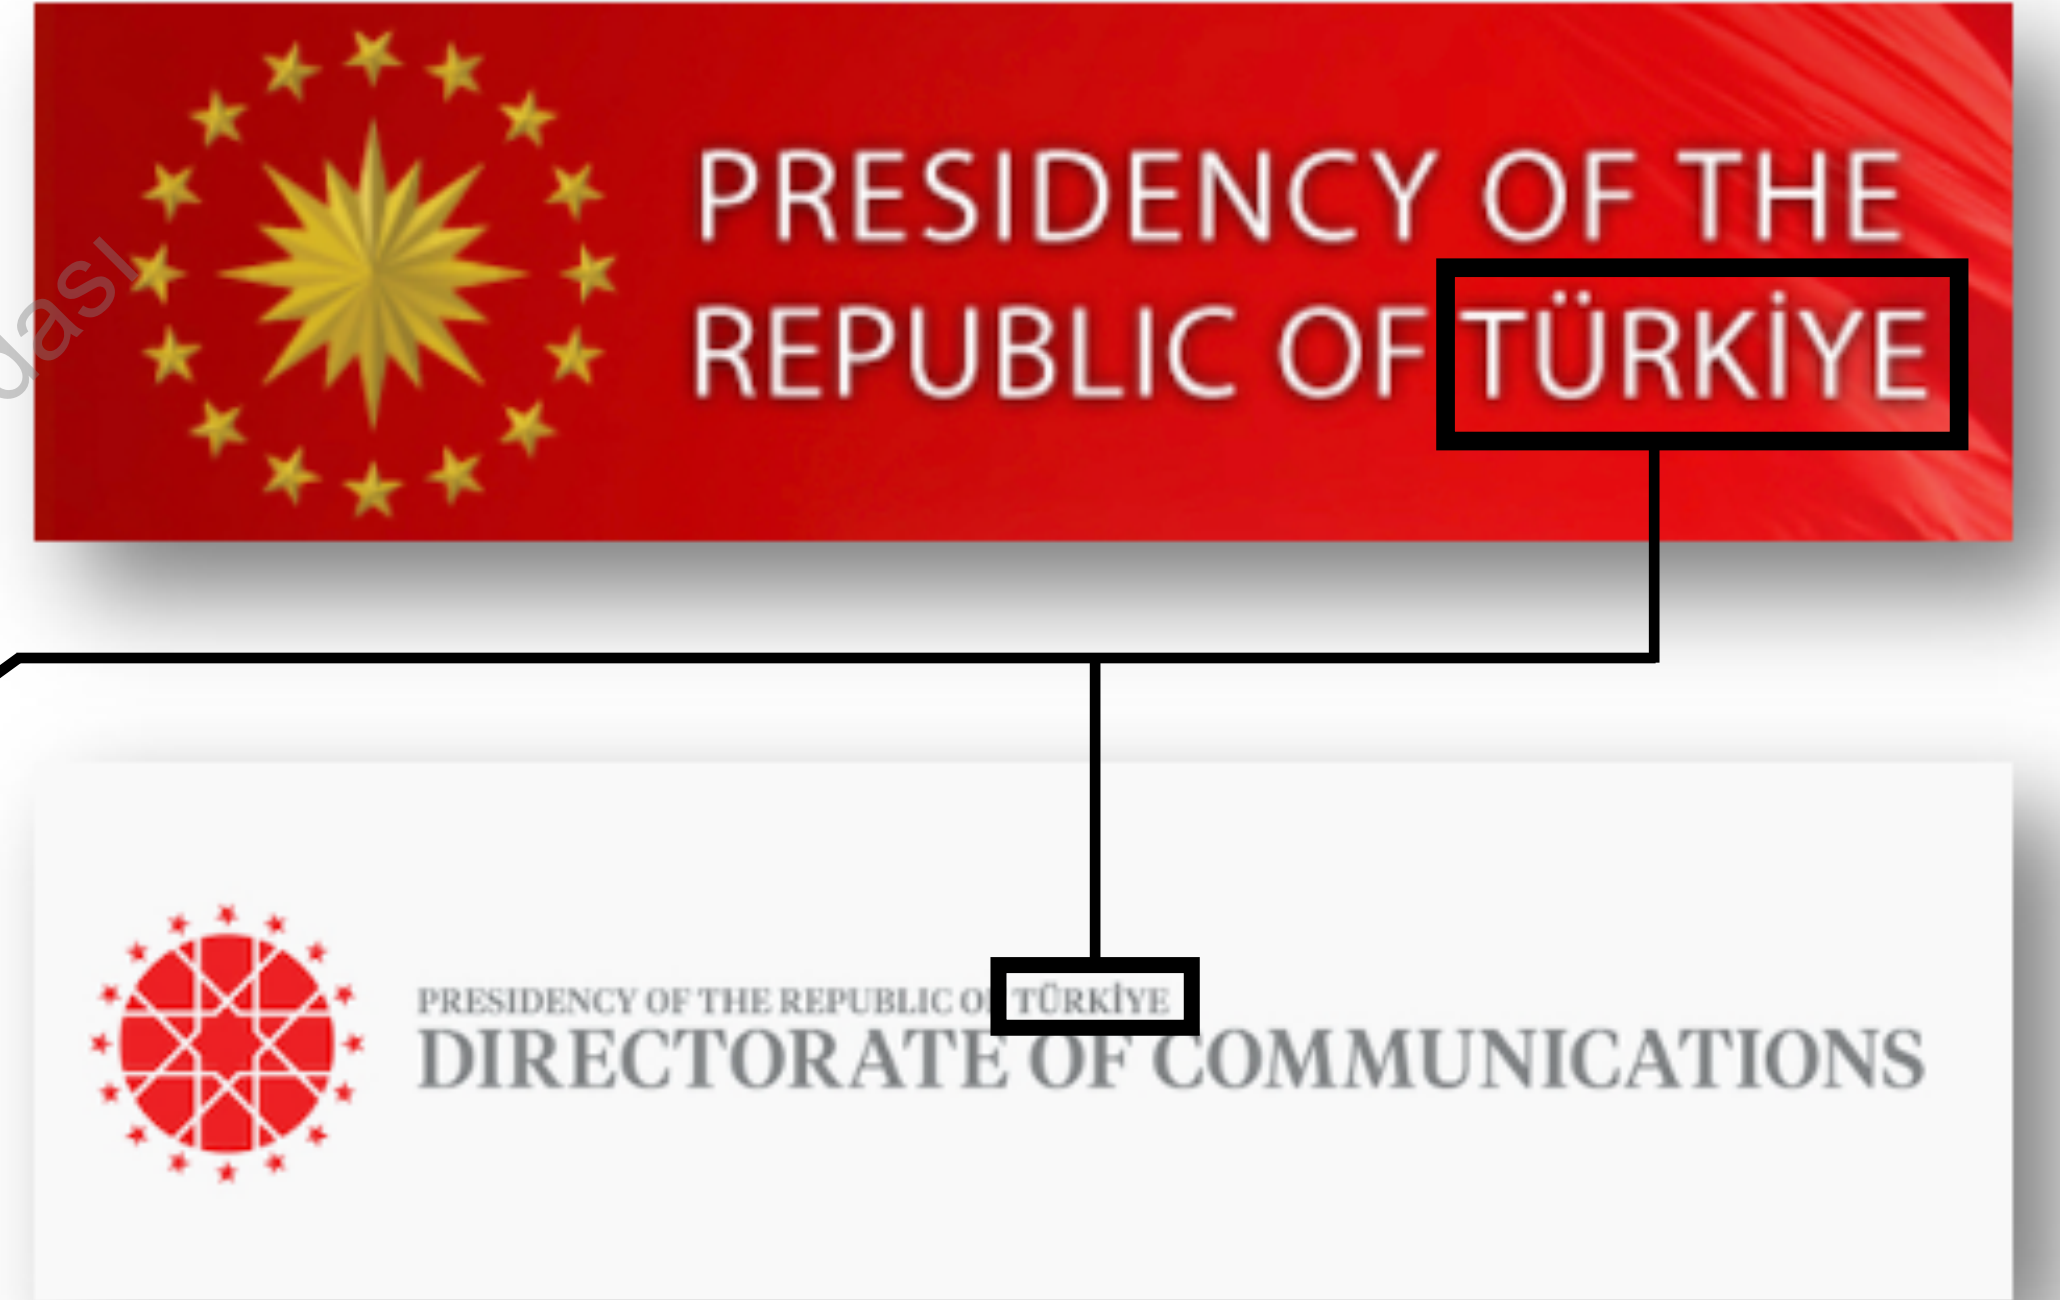 PRESIDENCY OF THE
REPUBLIC OF TÜRKİYE
PRESIDENCY OF THE REPUBLIC OF TÜRKİYE
DIRECTORATE OF COMMUNICATIONS